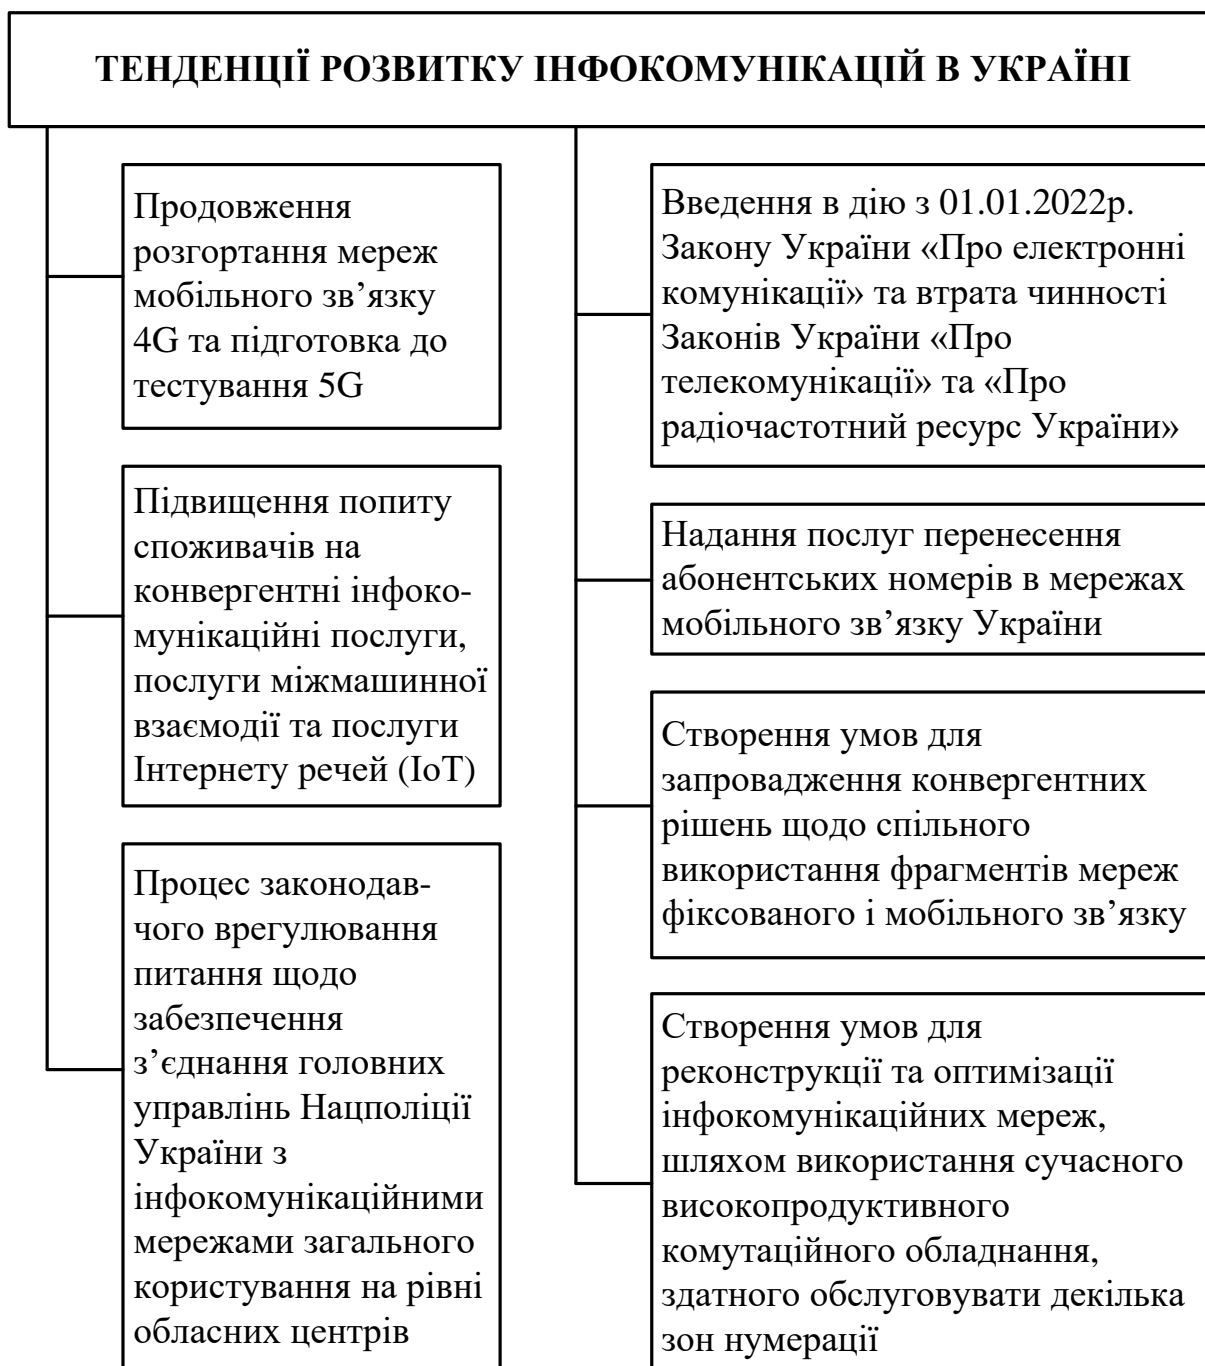 ТЕНДЕНЦІЇ РОЗВИТКУ ІНФОКОМУНІКАЦІЙ В УКРАЇНІ
Продовження
розгортання мереж
мобільного зв’язку
4G та підготовка до
тестування 5G
Підвищення попиту
споживачів на
конвергентні інфоко-
мунікаційні послуги,
послуги міжмашинної
взаємодії та послуги
Інтернету речей (IoT)
Процес законодав-
чого врегулювання
питання щодо
забезпечення
з’єднання головних
управлінь Нацполіції
України з
інфокомунікаційними
мережами загального
користування на рівні
обласних центрів
Введення в дію з 01.01.2022р.
Закону України «Про електронні
комунікації» та втрата чинності
Законів України «Про
телекомунікації» та «Про
радіочастотний ресурс України»
Надання послуг перенесення
абонентських номерів в мережах
мобільного зв’язку України
Створення умов для
запровадження конвергентних
рішень щодо спільного
використання фрагментів мереж
фіксованого і мобільного зв’язку
Створення умов для
реконструкції та оптимізації
інфокомунікаційних мереж,
шляхом використання сучасного
високопродуктивного
комутаційного обладнання,
здатного обслуговувати декілька
зон нумерації